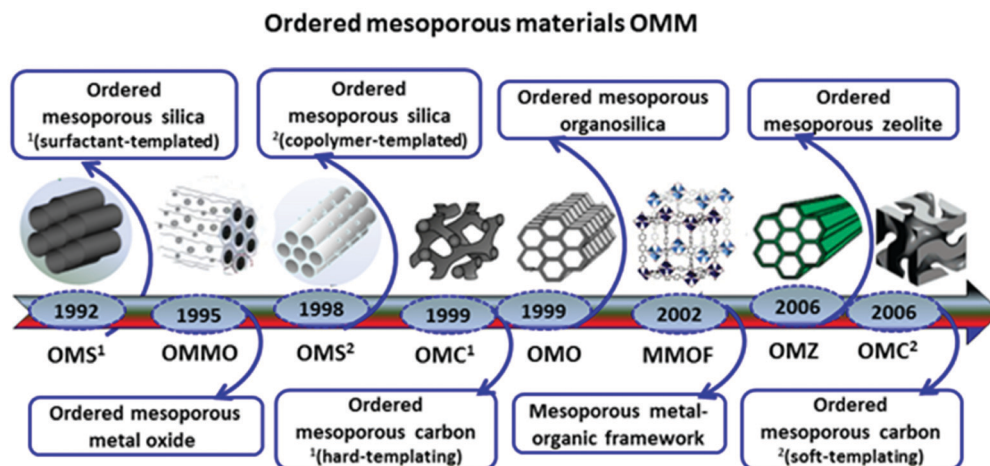 Ordered mesoporous materials OMM
Ordered
mesoporous silica
¹(surfactant-templated)
Ordered
mesoporous silica
²(copolymer-templated)
Ordered mesoporous
organosilica
Ordered
mesoporous zeolite
1992
1995
1998
1999
1999
2002
2006
2006
OMS¹
OMMO
OMS²
OMC¹
OMO
MMOF
OMZ
OMC²
Ordered mesoporous
metal oxide
Ordered
mesoporous carbon
¹(hard-templating)
Mesoporous metal-
organic framework
Ordered
mesoporous carbon
²(soft-templating)